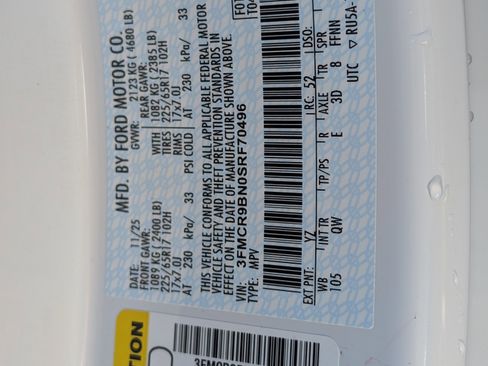 MFD. BY FORD MOTOR CO.
DATE: 11/25 GVWR: 2123 KG ( 4680 LB)
FRONT GAWR: REAR GAWR:
1089 KG ( 2400 LB) WITH 1082 KG ( 2385 LB)
225/65R17 102H TIRES 225/65R17 102H
17x7.0J RIMS 17x7.0J
AT 230 kPa/ 33 PSI COLD AT 230 kPa/ 33
THIS VEHICLE CONFORMS TO ALL APPLICABLE FEDERAL MOTOR
VEHICLE SAFETY AND THEFT PREVENTION STANDARDS IN
EFFECT ON THE DATE OF MANUFACTURE SHOWN ABOVE.
VIN: 3FMCR9BN0SRF70496
TYPE: MPV
EXT PNT: YZ RC: 52 DSO:
WB INT TR TP/PS R AXLE TR SPR
105 QW E 3D 8 FFNN
UTC